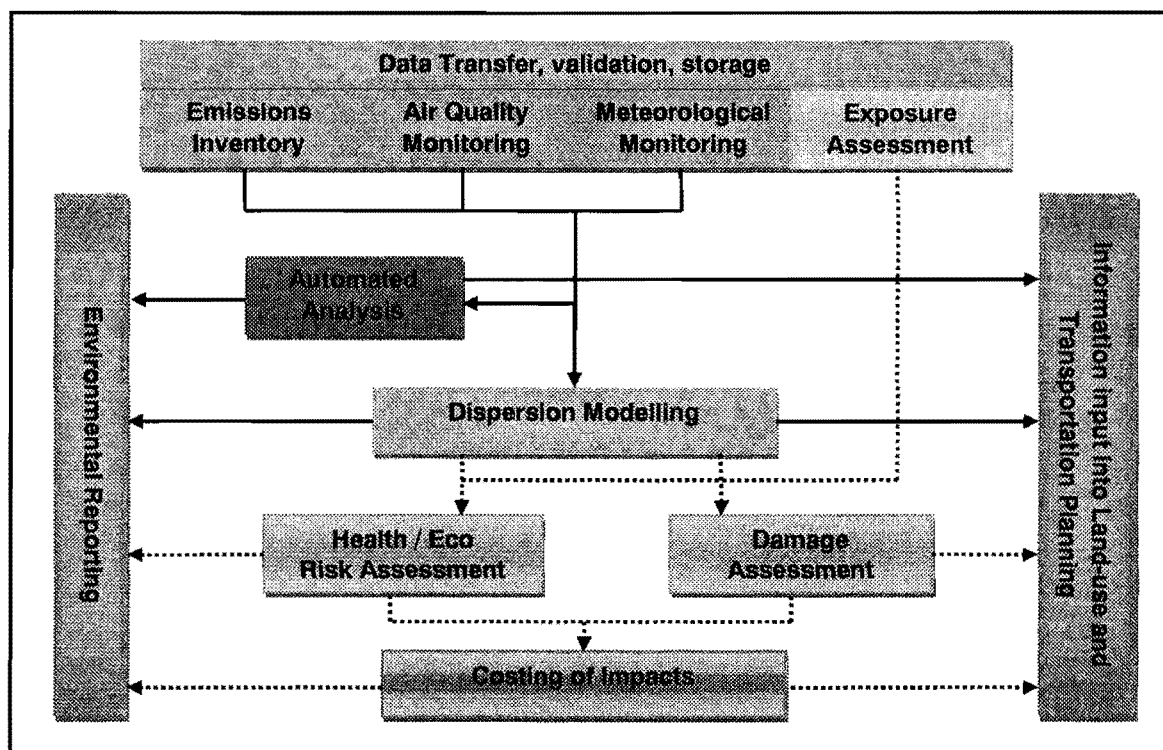 Data Transfer, validation, storage
Emissions
Inventory
Air Quality
Monitoring
Meteorological
Monitoring
Exposure
Assessment
Automated
Analysis
Environmental Reporting
Information input into Land-use and
Transportation Planning
Dispersion Modelling
Health / Eco
Risk Assessment
Damage
Assessment
Costing of Impacts